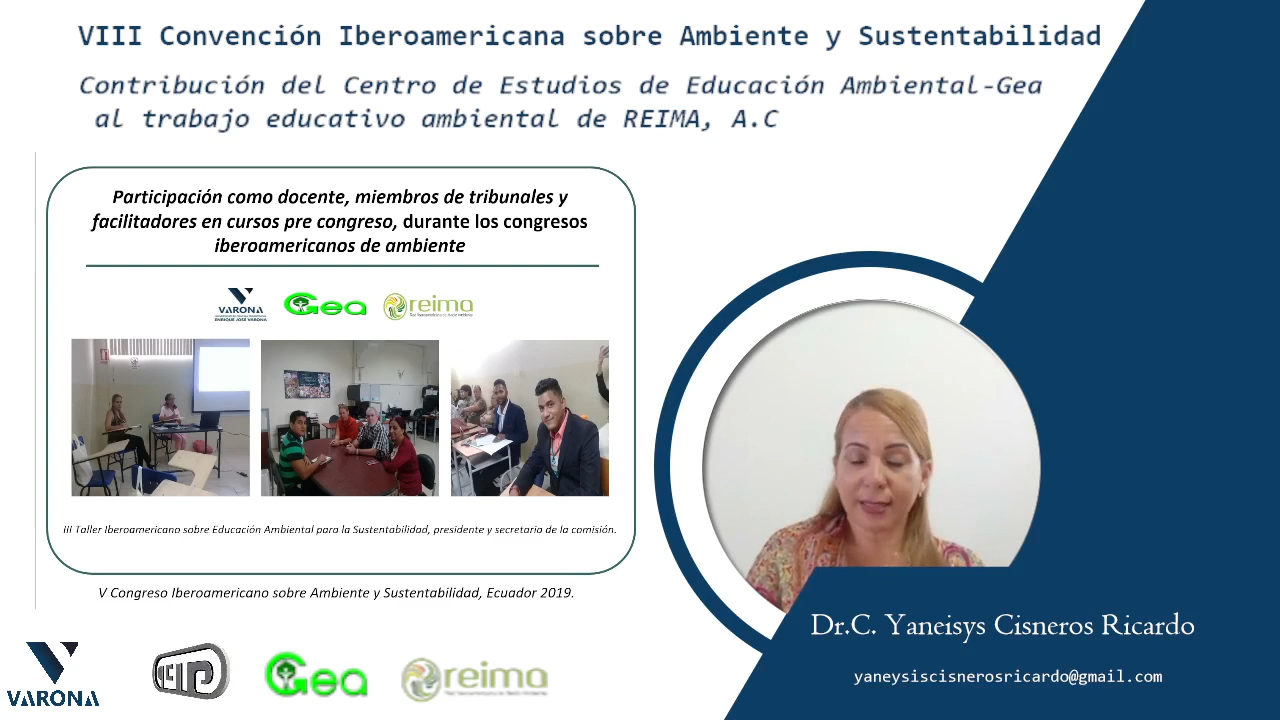 VIII Convención Iberoamericana sobre Ambiente y Sustentabilidad
Contribución del Centro de Estudios de Educación Ambiental-Gea
al trabajo educativo ambiental de REIMA, A.C
Participación como docente, miembros de tribunales y
facilitadores en cursos pre congreso, durante los congresos
iberoamericanos de ambiente
VARONA
ENRIQUE JOSÉ VARONA
Gea
reima
III Taller Iberoamericano sobre Educación Ambiental para la Sustentabilidad, presidente y secretario de la comisión.
V Congreso Iberoamericano sobre Ambiente y Sustentabilidad, Ecuador 2019.
VARONA
Gea
reima
Dr.C. Yaneisys Cisneros Ricardo
yaneysiscisnerosricardo@gmail.com